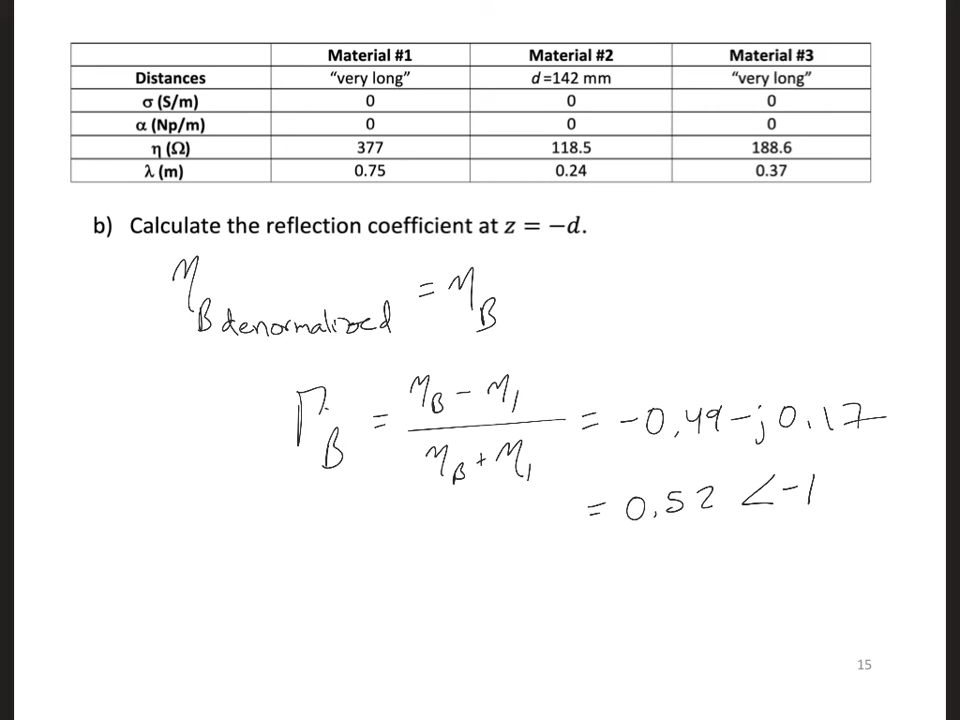 Material #1 Material #2 Material #3
Distances "very long" d=142 mm "very long"
σ (S/m) 0 0 0
α (Np/m) 0 0 0
η (Ω) 377 118.5 188.6
λ (m) 0.75 0.24 0.37
b) Calculate the reflection coefficient at z = −d.
η_B denormalized = η_B
Γ_B = (η_B − η_1) / (η_B + η_1) = −0.49 − j 0.17
= 0.52 ∠−1
15